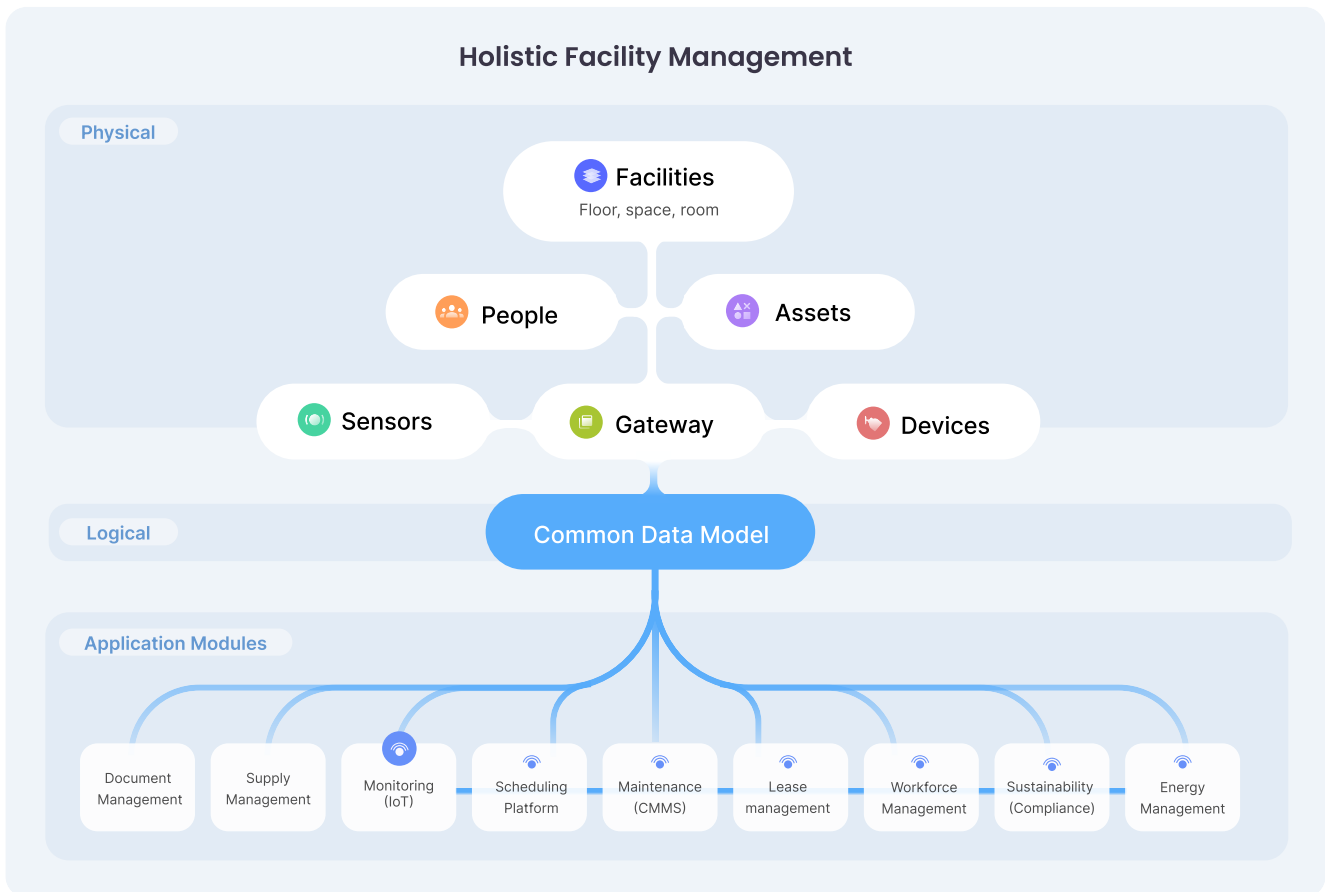 Holistic Facility Management
Physical
Facilities
Floor, space, room
People
Assets
Sensors
Gateway
Devices
Logical
Common Data Model
Application Modules
Document
Management
Supply
Management
Monitoring
(IoT)
Scheduling
Platform
Maintenance
(CMMS)
Lease
management
Workforce
Management
Sustainability
(Compliance)
Energy
Management